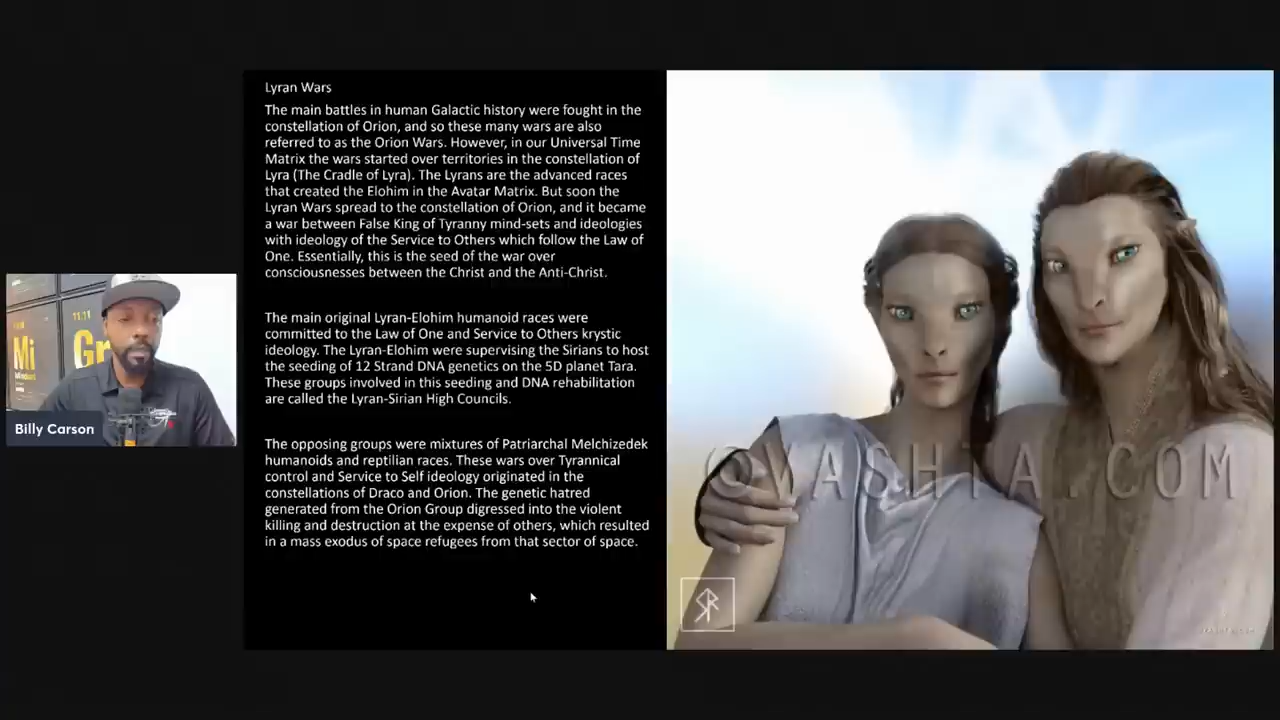 Lyran Wars
The main battles in human Galactic history were fought in the
constellation of Orion, and so these many wars are also
referred to as the Orion Wars. However, in our Universal Time
Matrix the wars started over territories in the constellation of
Lyra (The Cradle of Lyra). The Lyrans are the advanced races
that created the Elohim in the Avatar Matrix. But soon the
Lyran Wars spread to the constellation of Orion, and it became
a war between False King of Tyranny mind-sets and ideologies
with ideology of the Service to Others which follow the Law of
One. Essentially, this is the seed of the war over
consciousnesses between the Christ and the Anti-Christ.
The main original Lyran-Elohim humanoid races were
committed to the Law of One and Service to Others krystic
ideology. The Lyran-Elohim were supervising the Sirians to host
the seeding of 12 Strand DNA genetics on the 5D planet Tara.
These groups involved in this seeding and DNA rehabilitation
are called the Lyran-Sirian High Councils.
The opposing groups were mixtures of Patriarchal Melchizedek
humanoids and reptilian races. These wars over Tyrannical
control and Service to Self ideology originated in the
constellations of Draco and Orion. The genetic hatred
generated from the Orion Group digressed into the violent
killing and destruction at the expense of others, which resulted
in a mass exodus of space refugees from that sector of space.
Mi
Gr
Billy Carson
©VASHTA.COM